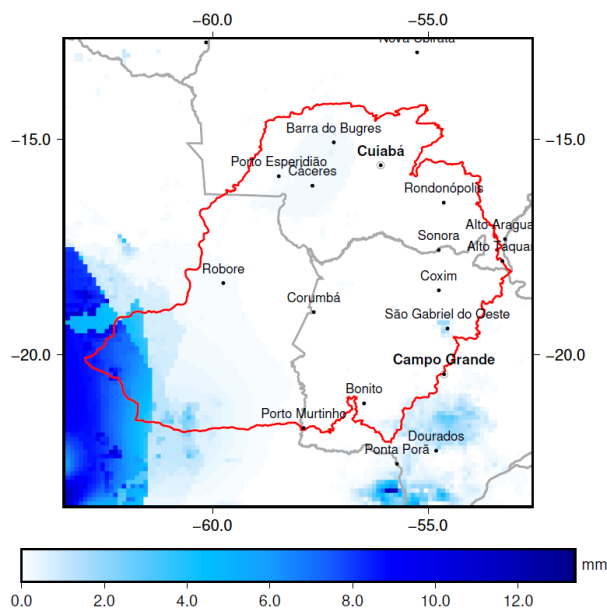 −60.0 −55.0
Nova Ubiratã
−15.0 −15.0
Barra do Bugres
Cuiabá
Porto Esperidião
Cáceres
Rondonópolis
Alto Aragua
Sonora
Alto Taquar
Robore
Coxim
Corumbá
São Gabriel do Oeste
−20.0 −20.0
Campo Grande
Bonito
Porto Murtinho
Dourados
Ponta Porã
−60.0 −55.0
mm
0.0 2.0 4.0 6.0 8.0 10.0 12.0